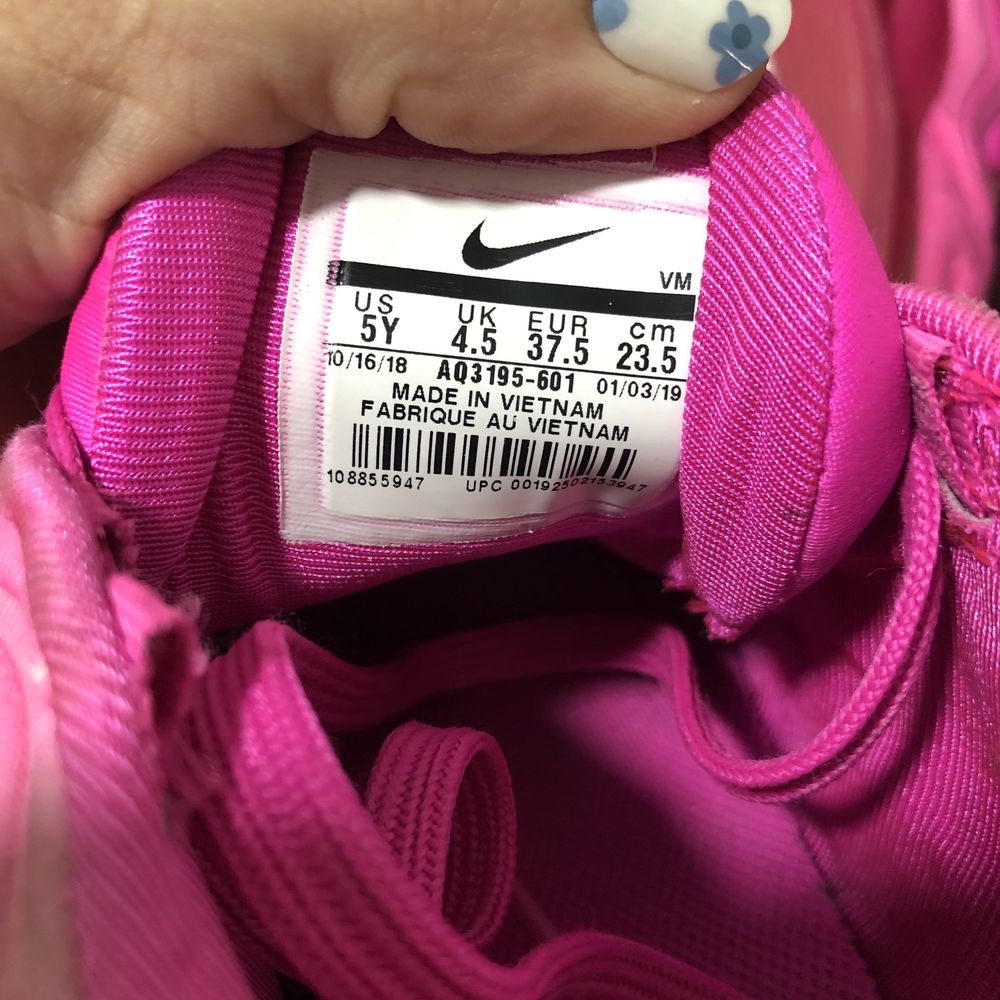 VM
US UK EUR cm
5Y 4.5 37.5 23.5
10/16/18 AQ3195-601 01/03/19
MADE IN VIETNAM
FABRIQUE AU VIETNAM
108855947 UPC 00192502153947